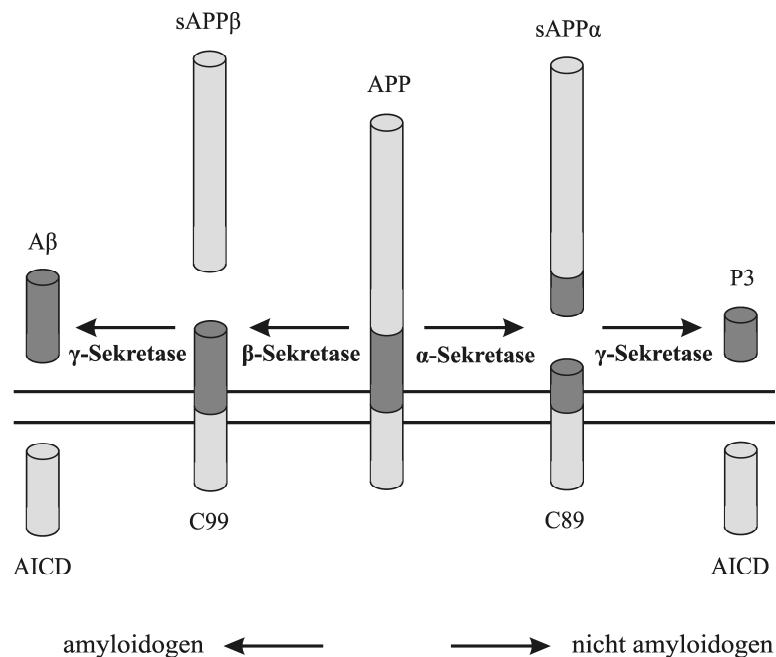 sAPPβ
sAPPα
APP
Aβ
P3
γ-Sekretase
β-Sekretase
α-Sekretase
γ-Sekretase
C99
C89
AICD
AICD
amyloidogen
nicht amyloidogen